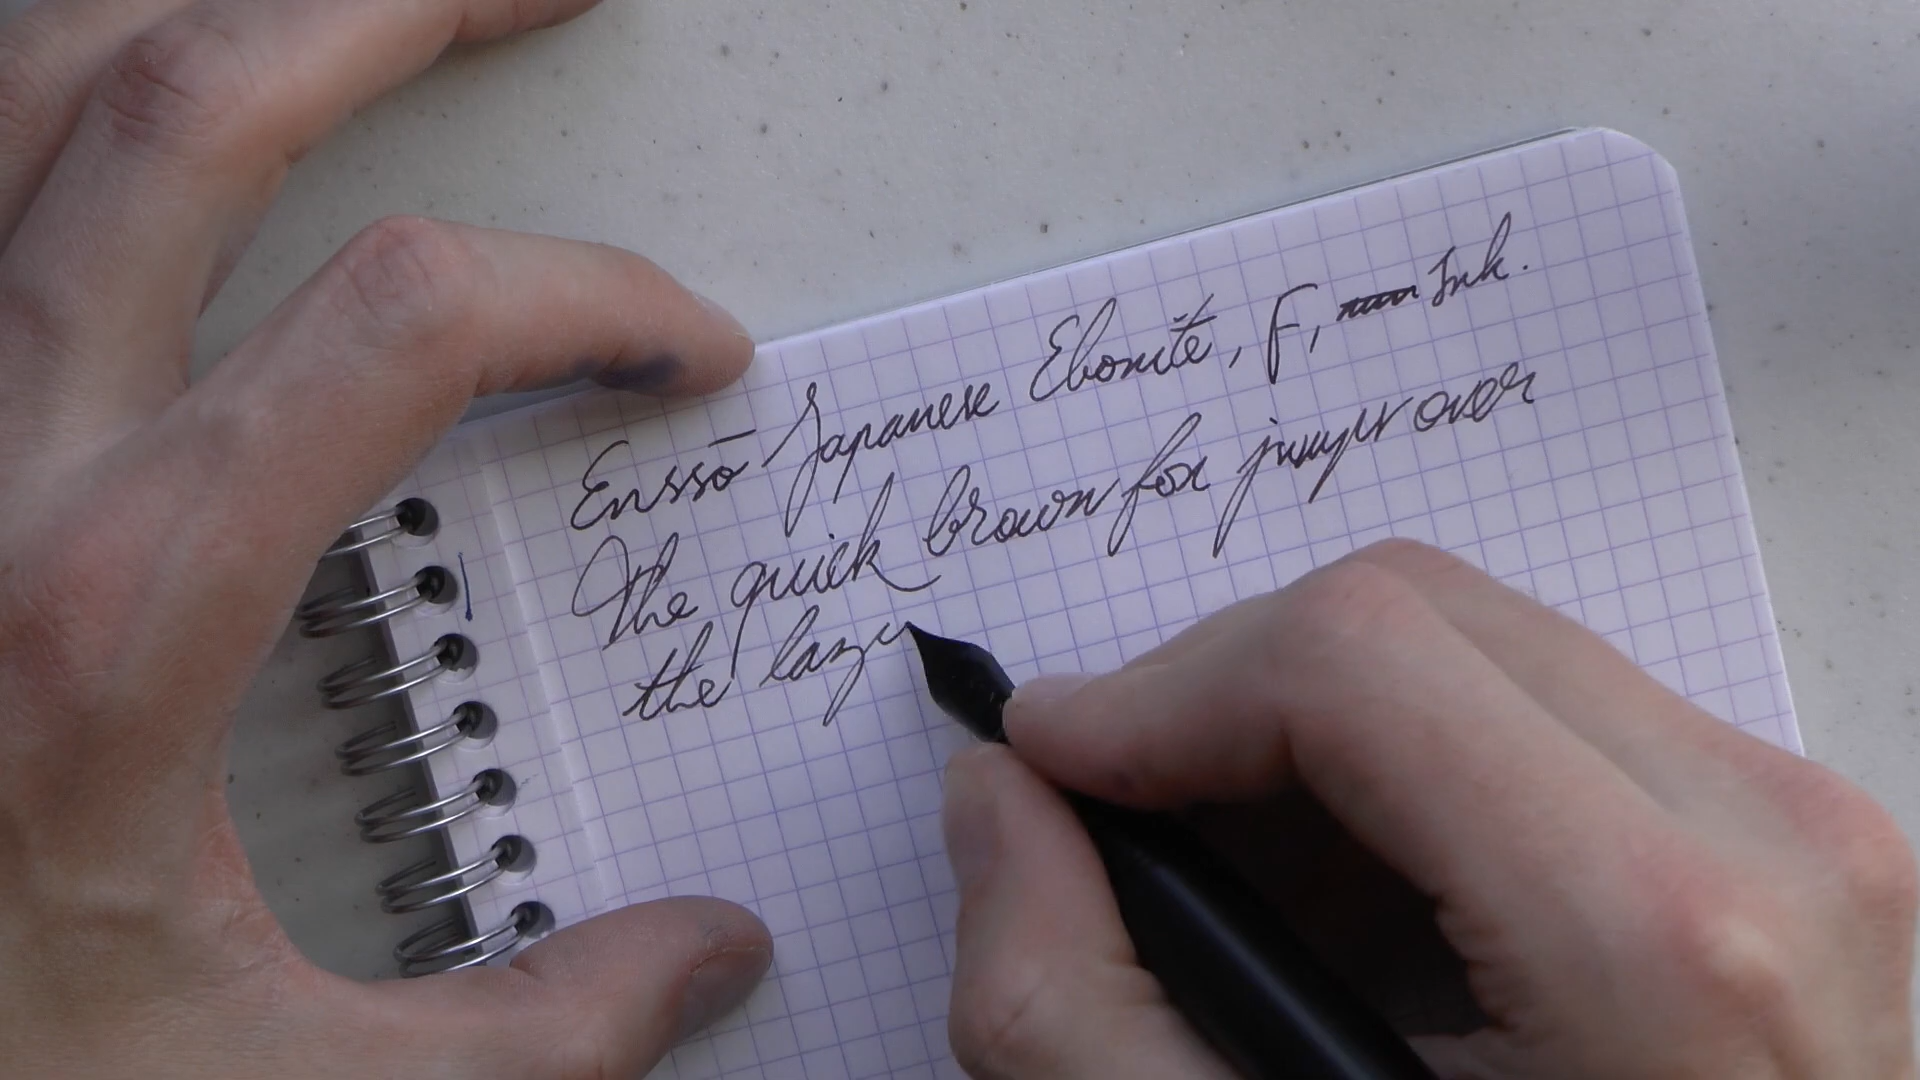 Enssō Japanese Ebonite, F, Ink.
The quick brown fox jumps over
the lazy